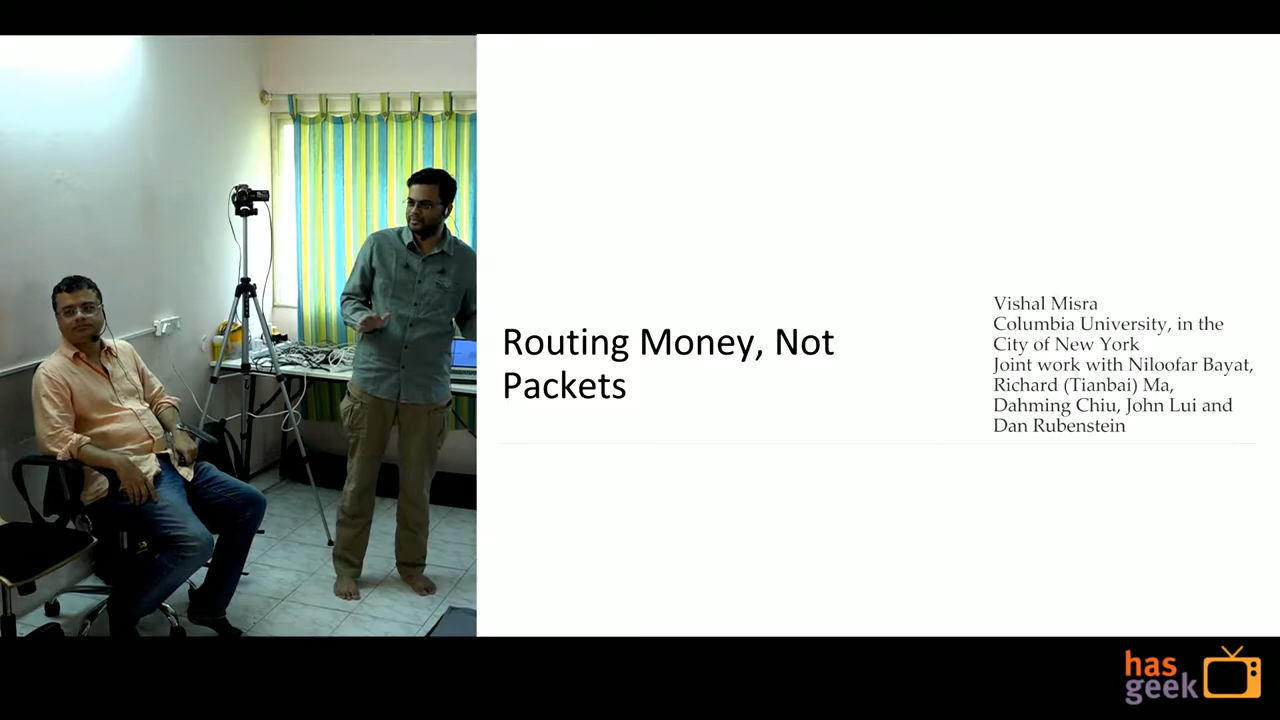 Routing Money, Not
Packets
Vishal Misra
Columbia University, in the
City of New York
Joint work with Niloofar Bayat,
Richard (Tianbai) Ma,
Dahming Chiu, John Lui and
Dan Rubenstein
has
geek